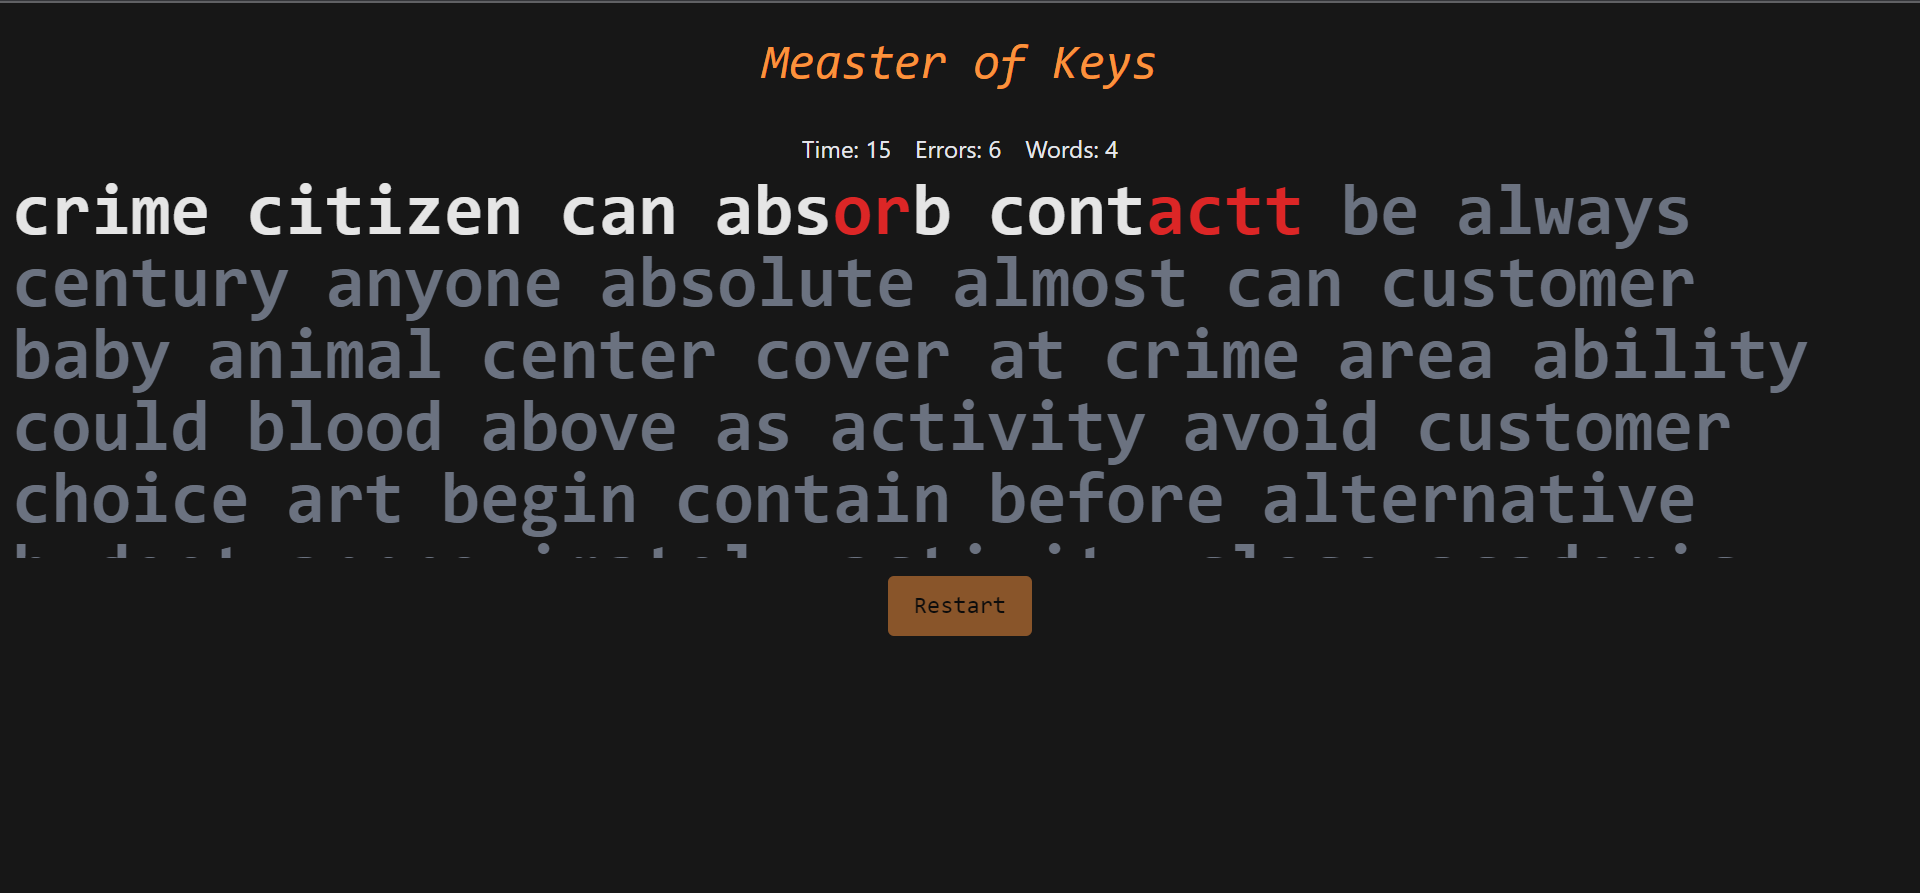 Measter of Keys
Time: 15 Errors: 6 Words: 4
crime citizen can absorb contactt be always
century anyone absolute almost can customer
baby animal center cover at crime area ability
could blood above as activity avoid customer
choice art begin contain before alternative
Restart